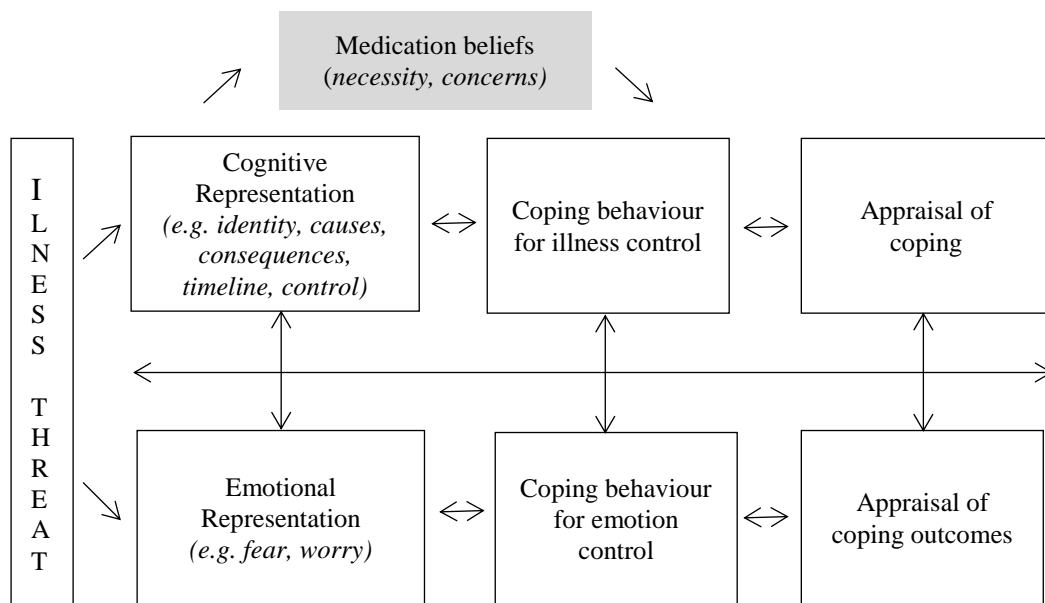 Medication beliefs
(necessity, concerns)
I
L
N
E
S
S
T
H
R
E
A
T
Cognitive
Representation
(e.g. identity, causes,
consequences,
timeline, control)
Coping behaviour
for illness control
Appraisal of
coping
Emotional
Representation
(e.g. fear, worry)
Coping behaviour
for emotion
control
Appraisal of
coping outcomes